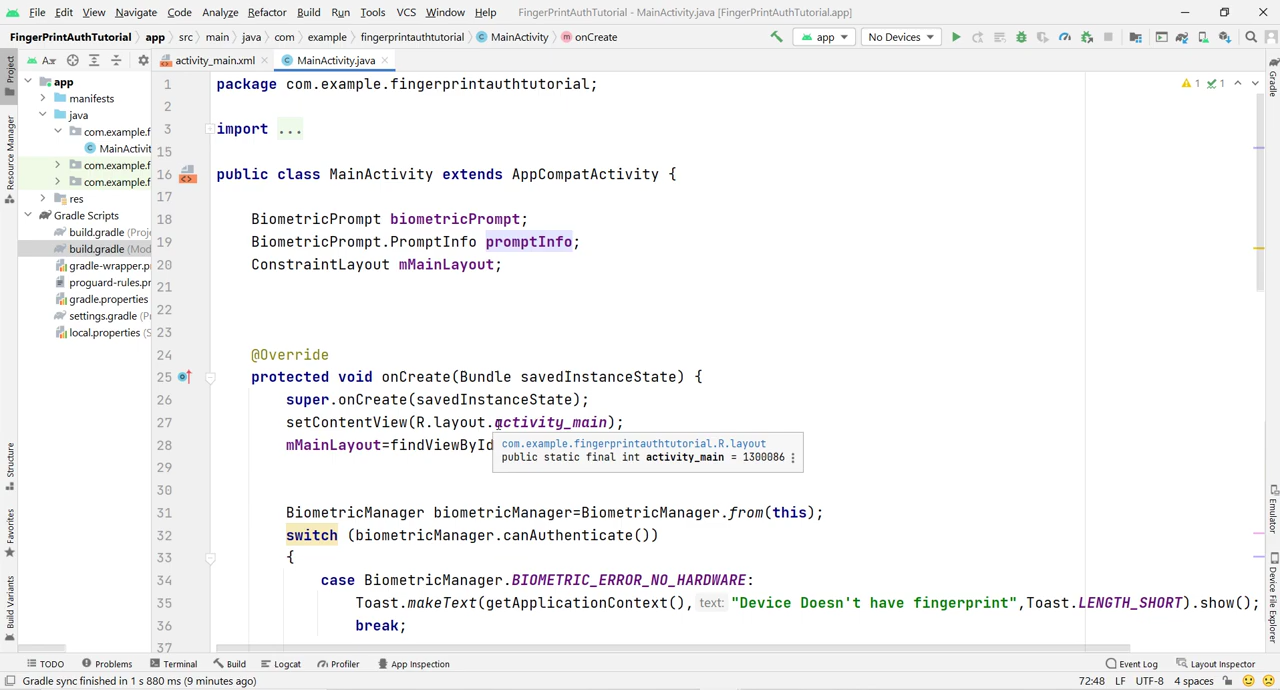 File Edit View Navigate Code Analyze Refactor Build Run Tools VCS Window Help FingerPrintAuthTutorial - MainActivity.java [FingerPrintAuthTutorial.app]
FingerPrintAuthTutorial app src main java com example fingerprintauthtutorial MainActivity onCreate app No Devices
activity_main.xml MainActivity.java
Project
Resource Manager
Structure
Favorites
Build Variants
app
manifests
java
com.example.f
MainActivit
com.example.f
com.example.f
res
Gradle Scripts
build.gradle (Proj
build.gradle (Mod
gradle-wrapper.pr
proguard-rules.pr
gradle.properties
settings.gradle (Pr
local.properties (S
1 package com.example.fingerprintauthtutorial;
2
3 import ...
15
16 public class MainActivity extends AppCompatActivity {
17
18 BiometricPrompt biometricPrompt;
19 BiometricPrompt.PromptInfo promptInfo;
20 ConstraintLayout mMainLayout;
21
22
23
24 @Override
25 protected void onCreate(Bundle savedInstanceState) {
26 super.onCreate(savedInstanceState);
27 setContentView(R.layout.activity_main);
28 mMainLayout=findViewById
com.example.fingerprintauthtutorial.R.layout
public static final int activity_main = 1300086
29
30
31 BiometricManager biometricManager=BiometricManager.from(this);
32 switch (biometricManager.canAuthenticate())
33 {
34 case BiometricManager.BIOMETRIC_ERROR_NO_HARDWARE:
35 Toast.makeText(getApplicationContext(), text: "Device Doesn't have fingerprint",Toast.LENGTH_SHORT).show();
36 break;
37
1 1
Gradle
Emulator
Device File Explorer
TODO Problems Terminal Build Logcat Profiler App Inspection Event Log Layout Inspector
Gradle sync finished in 1 s 880 ms (9 minutes ago) 72:48 LF UTF-8 4 spaces